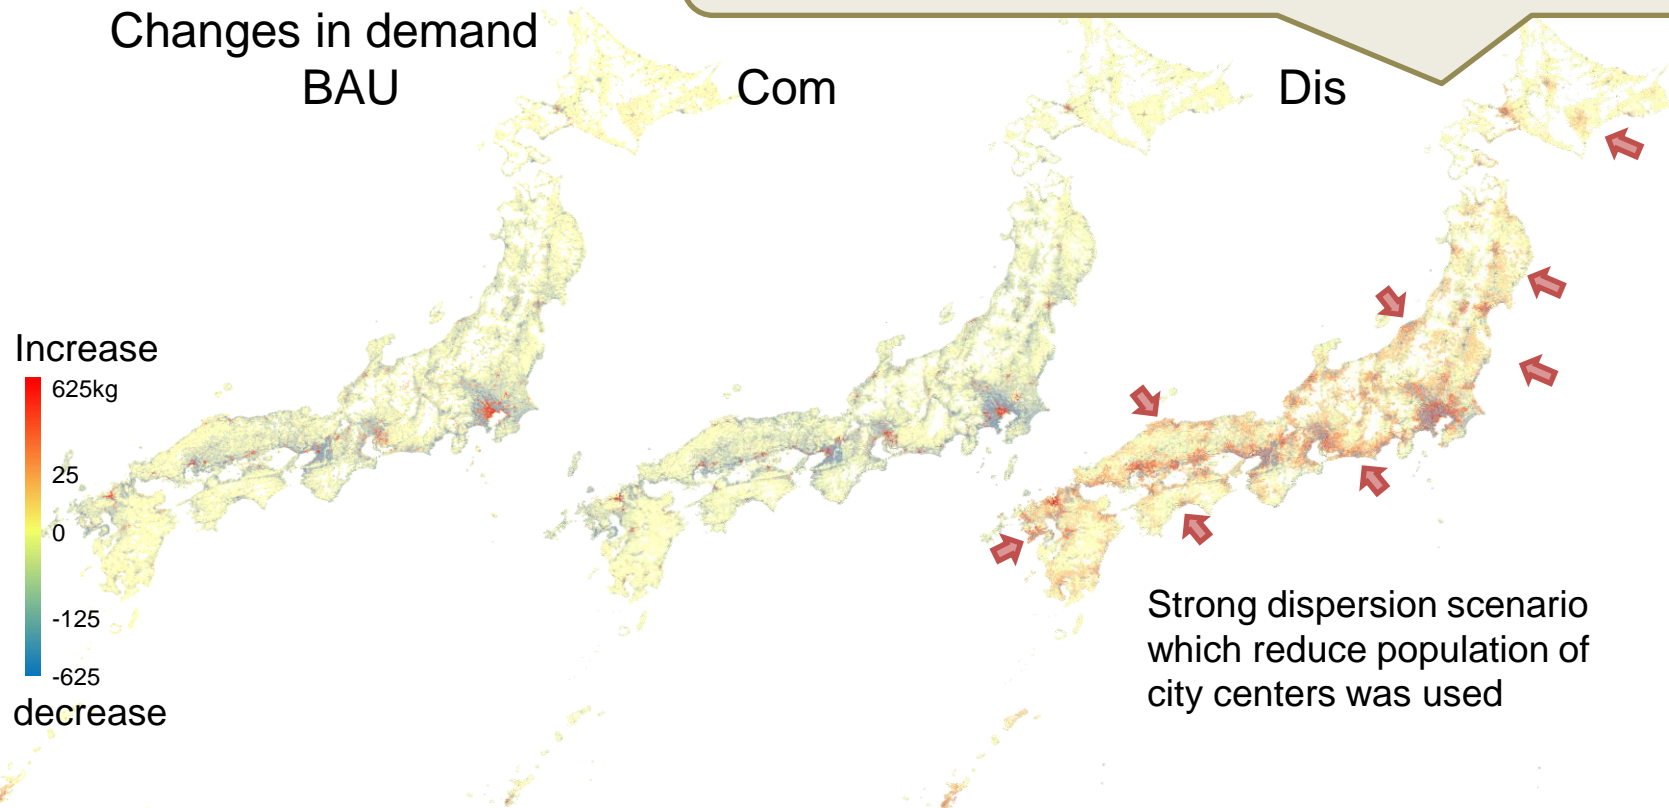 Changes in demand
BAU
Com
Dis
Increase
625kg
25
0
-125
-625
decrease
Strong dispersion scenario
which reduce population of
city centers was used